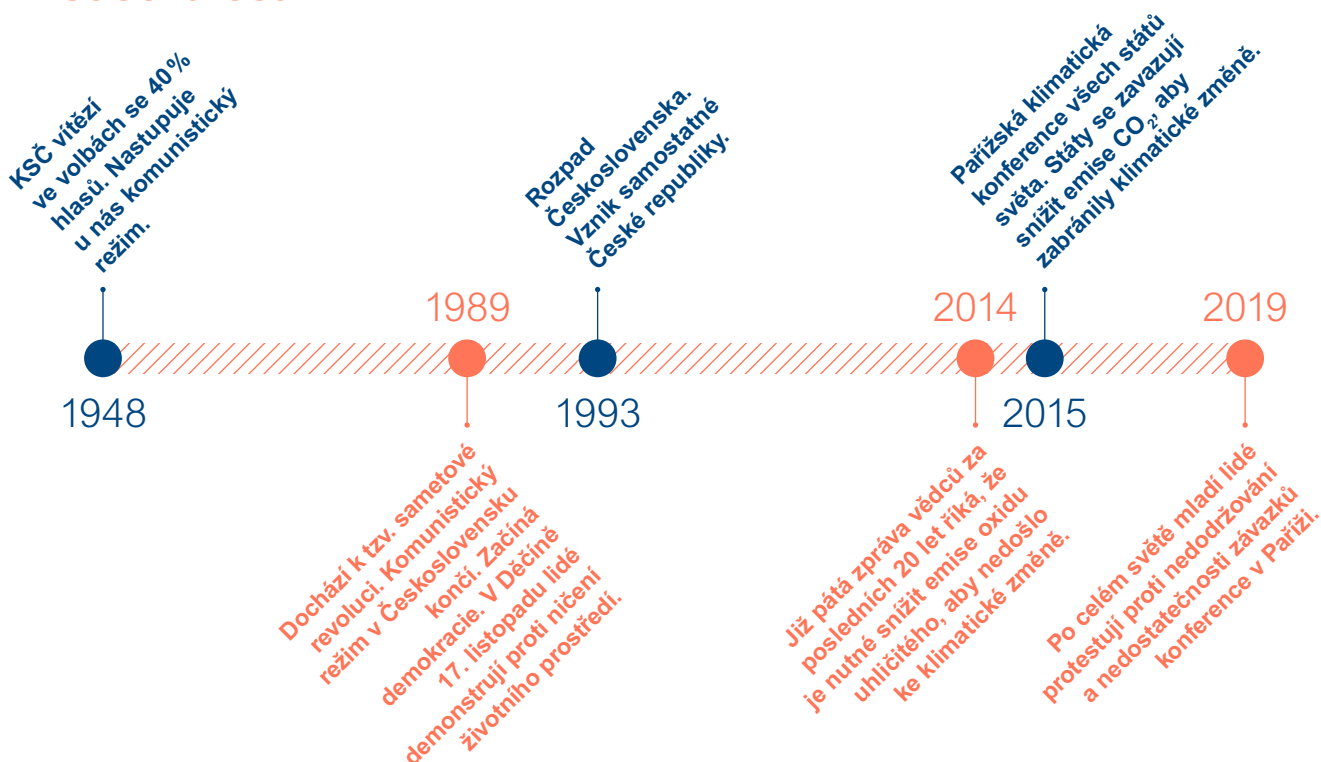 KSČ vítězí
ve volbách se 40%
hlasů. Nastupuje
u nás komunistický
režim.
Rozpad
Československa.
Vznik samostatné
České republiky.
Pařížská klimatická
konference všech států
světa. Státy se zavazují
snížit emise CO₂, aby
zabránily klimatické změně.
1989
2014
2019
1948
1993
2015
Dochází k tzv. sametové
revoluci. Komunistický
režim v Československu
končí. Začíná
demokracie. V Děčíně
17. listopadu lidé
demonstrují proti ničení
životního prostředí.
Již pátá zpráva vědců za
posledních 20 let říká, že
je nutné snížit emise oxidu
uhličitého, aby nedošlo
ke klimatické změně.
Po celém světě mladí lidé
protestují proti nedodržování
a nedostatečnosti závazků
konference v Paříži.